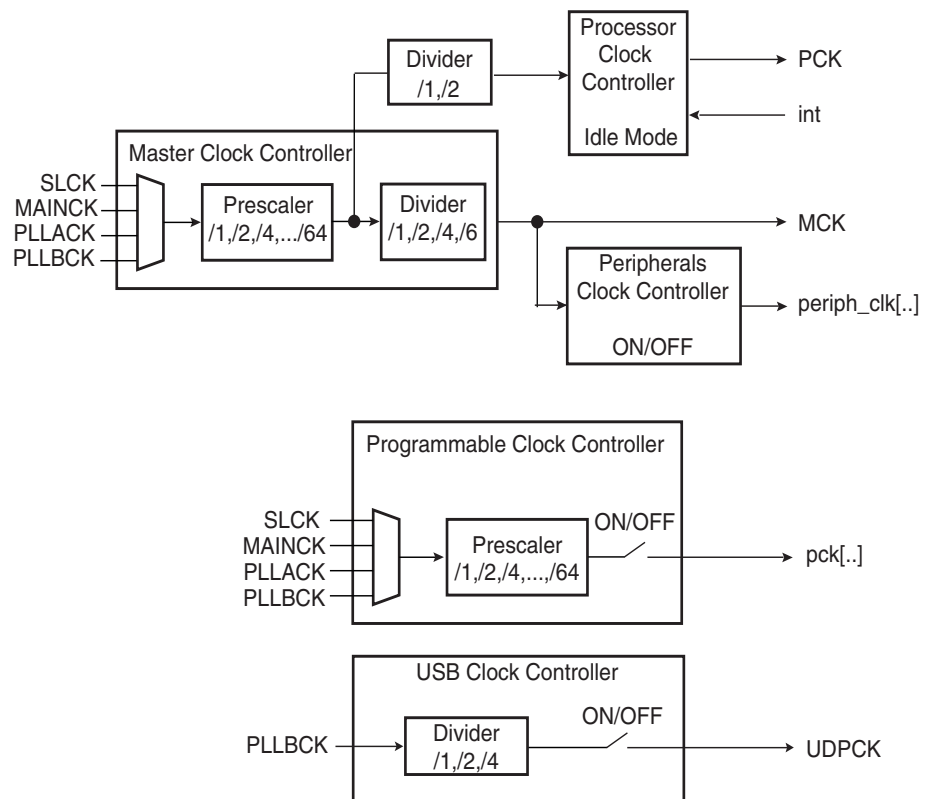 Processor
Clock
Controller
Idle Mode
Divider
/1,/2
PCK
int
Master Clock Controller
SLCK
MAINCK
PLLACK
PLLBCK
Prescaler
/1,/2,/4,.../64
Divider
/1,/2,/4,/6
MCK
Peripherals
Clock Controller
ON/OFF
periph_clk[..]
Programmable Clock Controller
SLCK
MAINCK
PLLACK
PLLBCK
Prescaler
/1,/2,/4,...,/64
ON/OFF
pck[..]
USB Clock Controller
PLLBCK
Divider
/1,/2,/4
ON/OFF
UDPCK